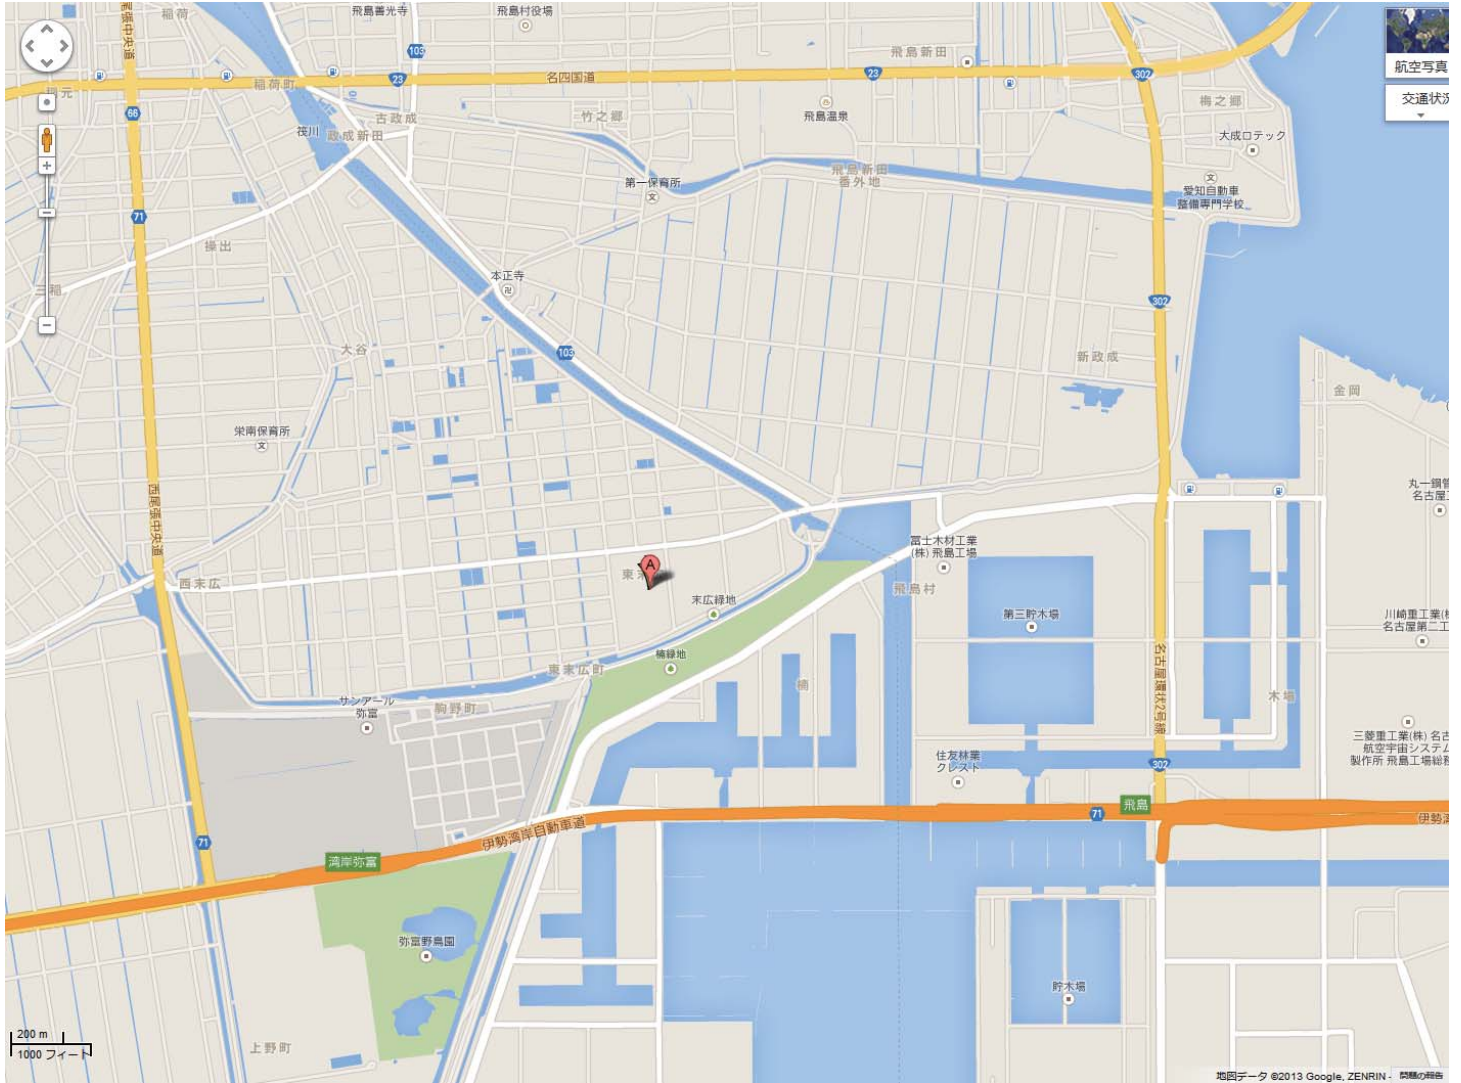 稲荷
飛島善光寺
飛島村役場
尾張中央道
103
飛島新田
航空写真
名四国道
23
23
302
稲荷町
66
古政成
竹之郷
飛島温泉
梅之郷
交通状況
筏川
政成新田
大成ロテック
第一保育所
飛島新田
番外地
愛知自動車
整備専門学校
71
操出
三稲
本正寺
302
大谷
103
新政成
金岡
栄南保育所
西尾張中央道
丸一鋼管
名古屋工
冨士木材工業
(株) 飛島工場
A
西末広
東末
飛島村
末広緑地
第三貯木場
川崎重工業(株
名古屋第二工
楠緑地
東末広町
名古屋環状2号線
楠
木場
サンアール
弥富
駒野町
三菱重工業(株) 名古
航空宇宙システム
製作所 飛島工場総務
住友林業
クレスト
302
飛島
71
伊勢湾
71
伊勢湾岸自動車道
湾岸弥富
弥富野鳥園
貯木場
200 m
1000 フィート
上野町
地図データ ©2013 Google, ZENRIN - 問題の報告